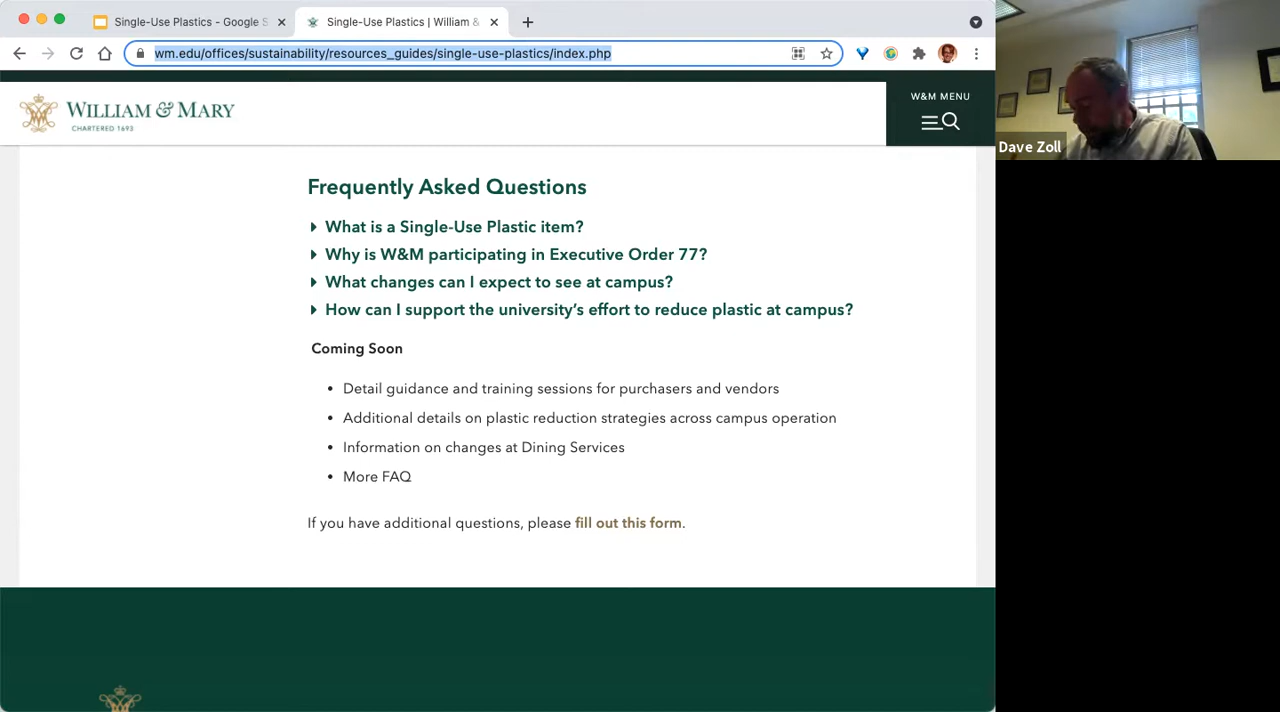 Single-Use Plastics - Google S
Single-Use Plastics | William &
wm.edu/offices/sustainability/resources_guides/single-use-plastics/index.php
WILLIAM & MARY
CHARTERED 1693
W&M MENU
Dave Zoll
Frequently Asked Questions
What is a Single-Use Plastic item?
Why is W&M participating in Executive Order 77?
What changes can I expect to see at campus?
How can I support the university's effort to reduce plastic at campus?
Coming Soon
• Detail guidance and training sessions for purchasers and vendors
• Additional details on plastic reduction strategies across campus operation
• Information on changes at Dining Services
• More FAQ
If you have additional questions, please fill out this form.